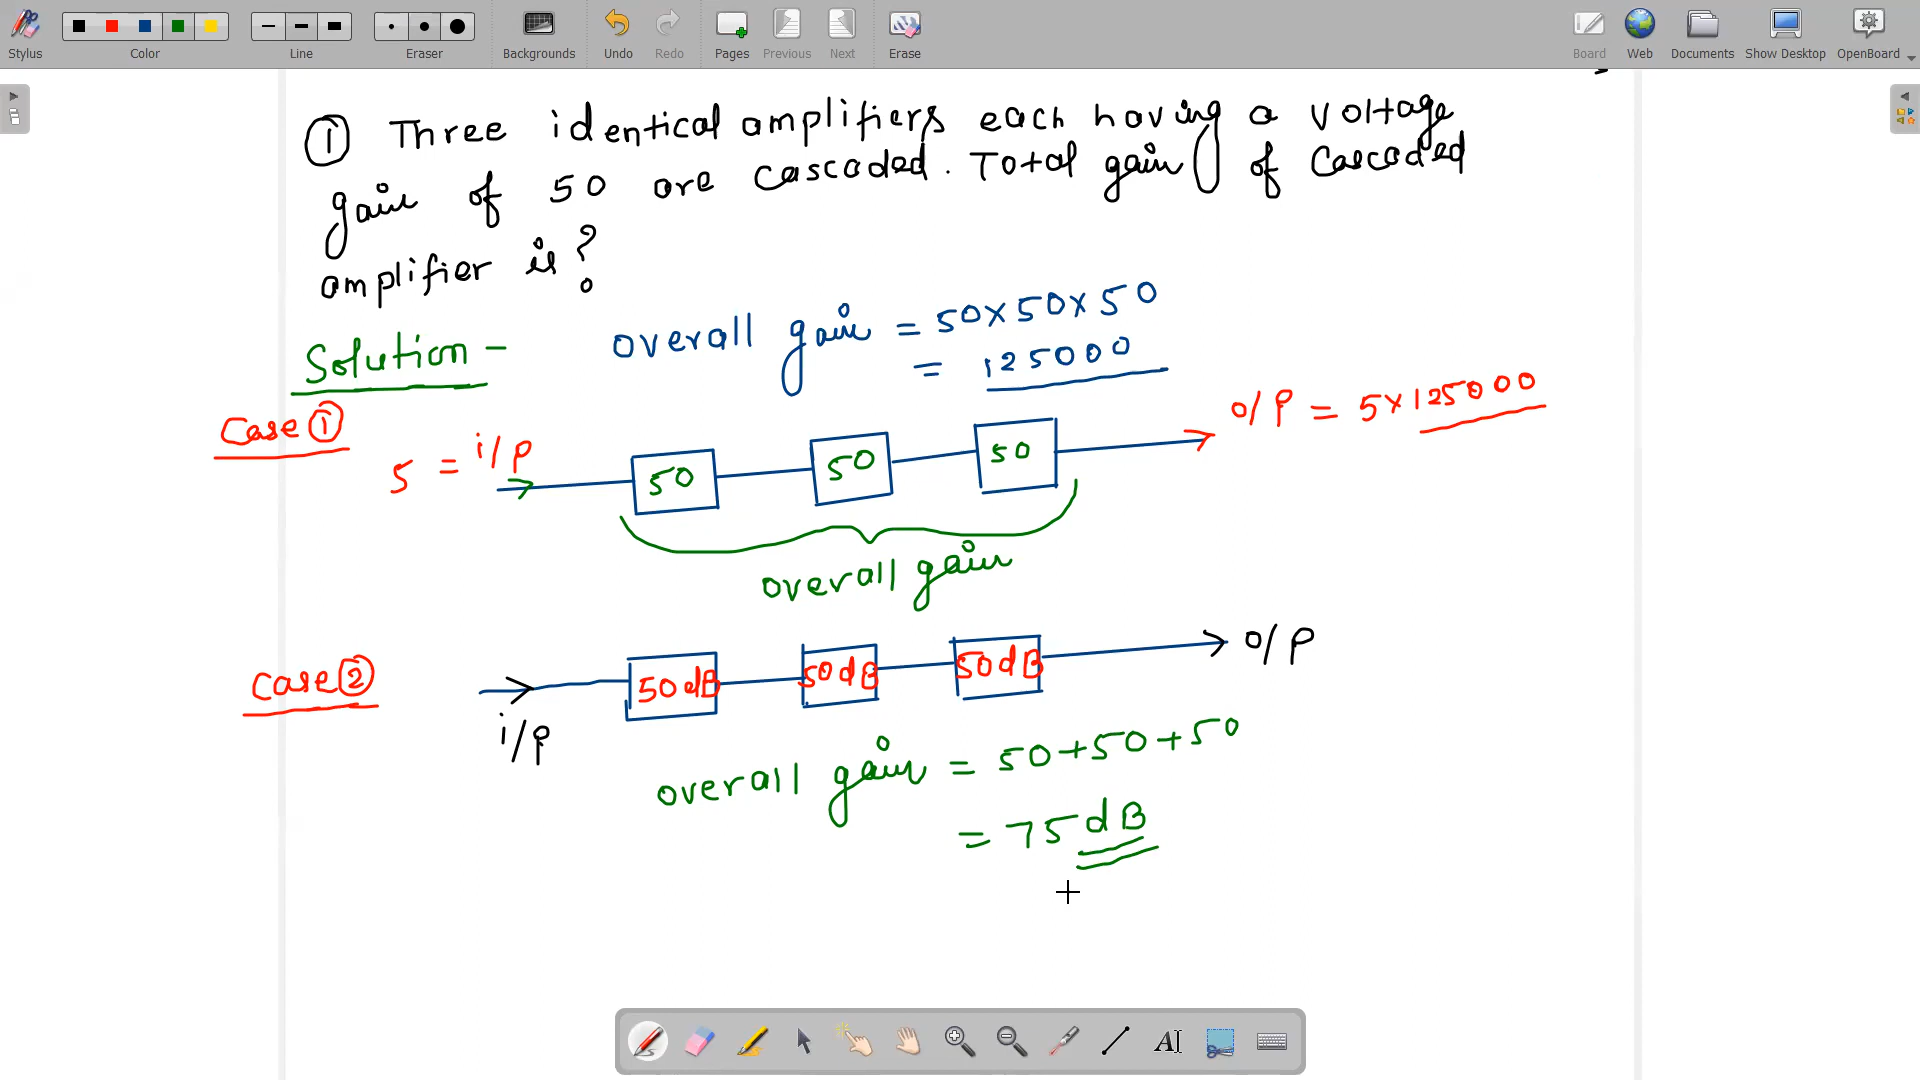 Stylus Color Line Eraser Backgrounds Undo Redo Pages Previous Next Erase Board Web Documents Show Desktop OpenBoard
① Three identical amplifiers each having a voltage
gain of 50 are cascaded. Total gain of cascaded
amplifier is?
Solution -
overall gain = 50×50×50
= 125000
Case ①
5 = i/p
50 50 50
o/p = 5×125000
overall gain
Case ②
i/p
50dB 50dB 50dB
o/p
overall gain = 50+50+50
= 75dB
AI